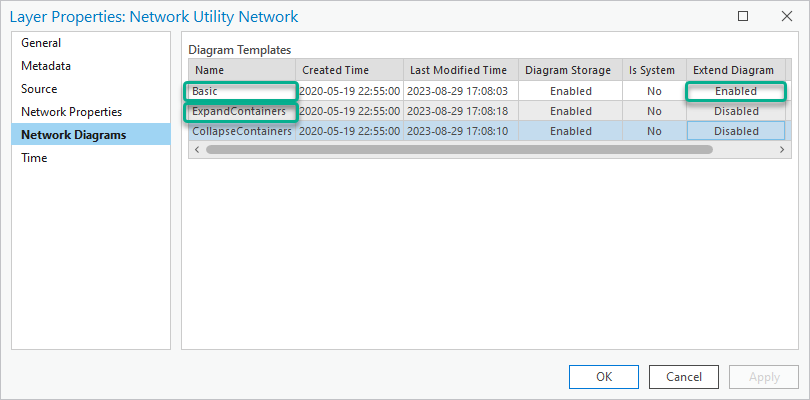 Layer Properties: Network Utility Network
General
Metadata
Source
Network Properties
Network Diagrams
Time
Diagram Templates
Name Created Time Last Modified Time Diagram Storage Is System Extend Diagram
Basic 2020-05-19 22:55:00 2023-08-29 17:08:03 Enabled No Enabled
ExpandContainers 2020-05-19 22:55:00 2023-08-29 17:08:18 Enabled No Disabled
CollapseContainers 2020-05-19 22:55:00 2023-08-29 17:08:10 Enabled No Disabled
OK Cancel Apply